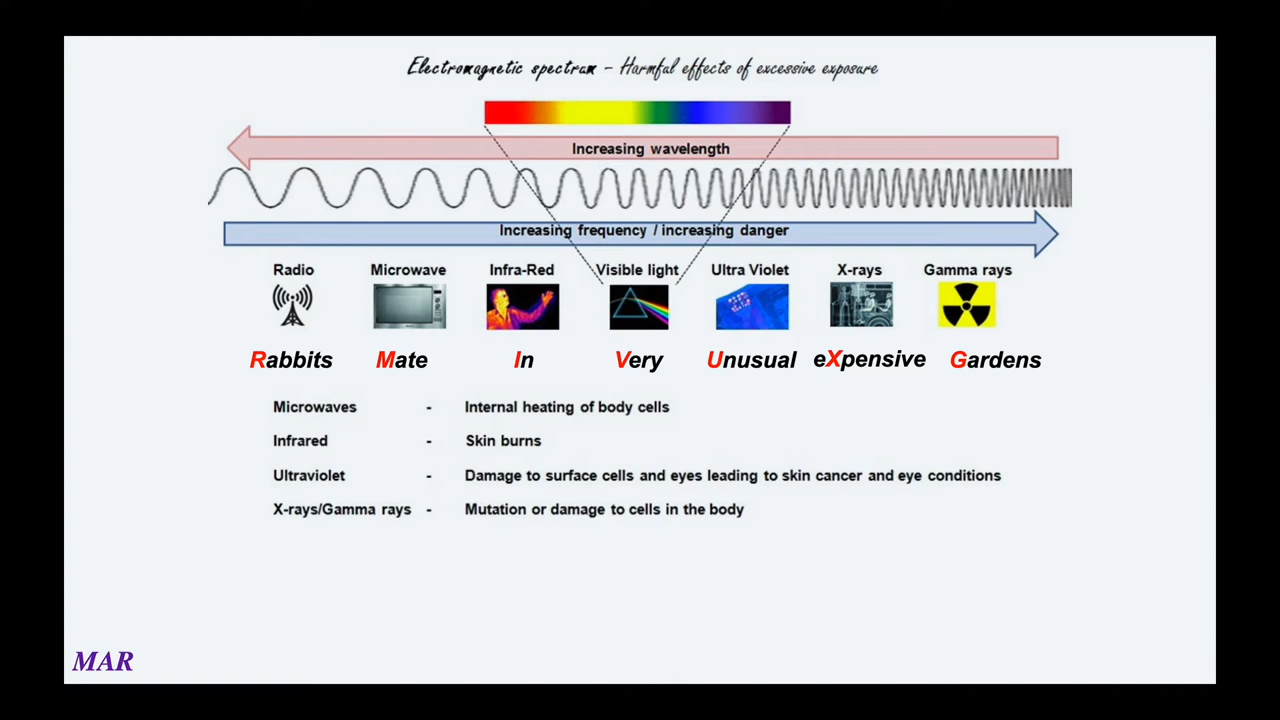 Electromagnetic spectrum - Harmful effects of excessive exposure
Increasing wavelength
Increasing frequency / increasing danger
Radio Microwave Infra-Red Visible light Ultra Violet X-rays Gamma rays
Rabbits Mate In Very Unusual eXpensive Gardens
Microwaves - Internal heating of body cells
Infrared - Skin burns
Ultraviolet - Damage to surface cells and eyes leading to skin cancer and eye conditions
X-rays/Gamma rays - Mutation or damage to cells in the body
MAR